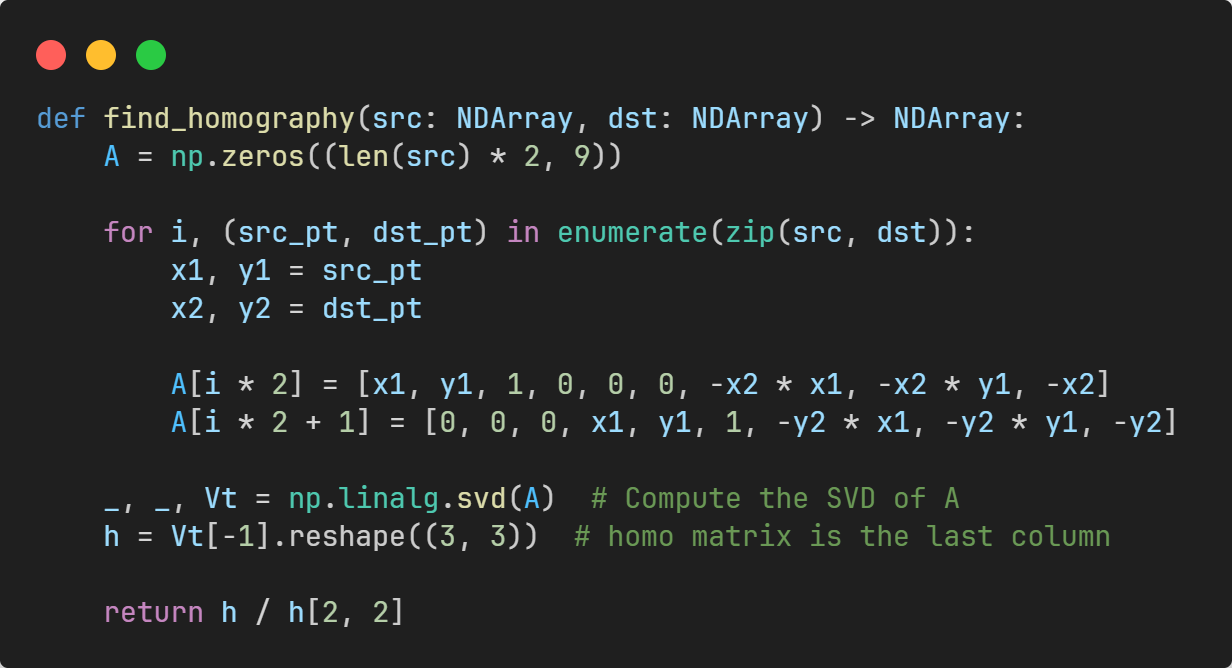 def find_homography(src: NDArray, dst: NDArray) -> NDArray:
    A = np.zeros((len(src) * 2, 9))

    for i, (src_pt, dst_pt) in enumerate(zip(src, dst)):
        x1, y1 = src_pt
        x2, y2 = dst_pt

        A[i * 2] = [x1, y1, 1, 0, 0, 0, -x2 * x1, -x2 * y1, -x2]
        A[i * 2 + 1] = [0, 0, 0, x1, y1, 1, -y2 * x1, -y2 * y1, -y2]

    _, _, Vt = np.linalg.svd(A)  # Compute the SVD of A
    h = Vt[-1].reshape((3, 3))  # homo matrix is the last column

    return h / h[2, 2]